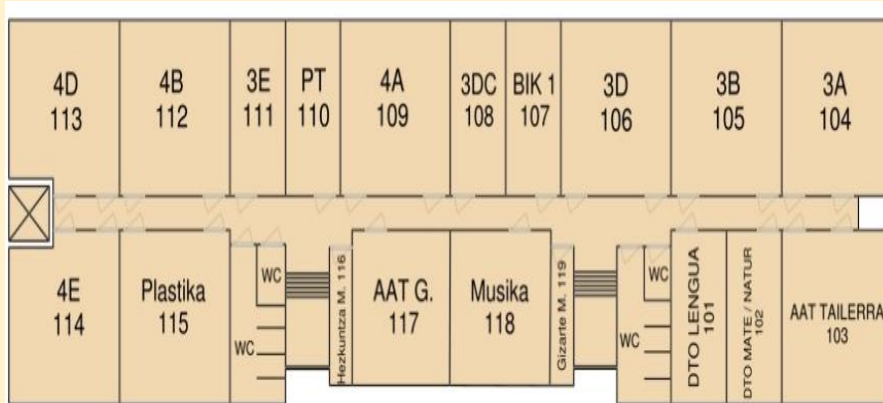 4D
113
4B
112
3E
111
PT
110
4A
109
3DC
108
BIK 1
107
3D
106
3B
105
3A
104
4E
114
Plastika
115
WC
WC
Hezkuntza M. 116
AAT G.
117
Musika
118
Gizarte M. 119
WC
WC
DTO LENGUA
101
DTO MATE / NATUR
102
AAT TAILERRA
103